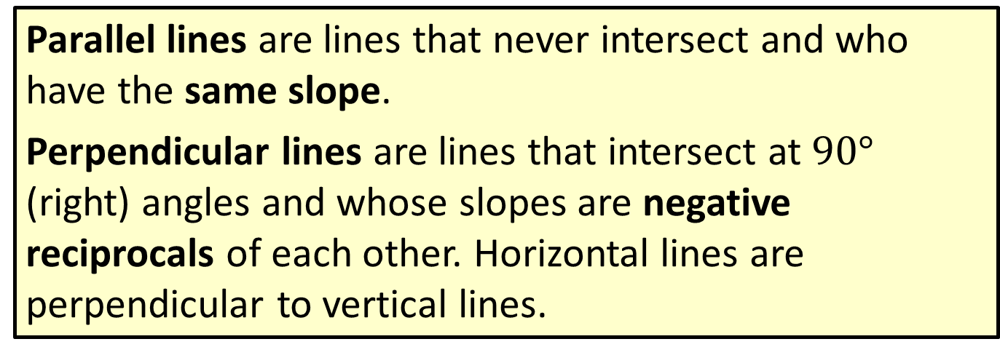 Parallel lines are lines that never intersect and who
have the same slope.
Perpendicular lines are lines that intersect at 90°
(right) angles and whose slopes are negative
reciprocals of each other. Horizontal lines are
perpendicular to vertical lines.